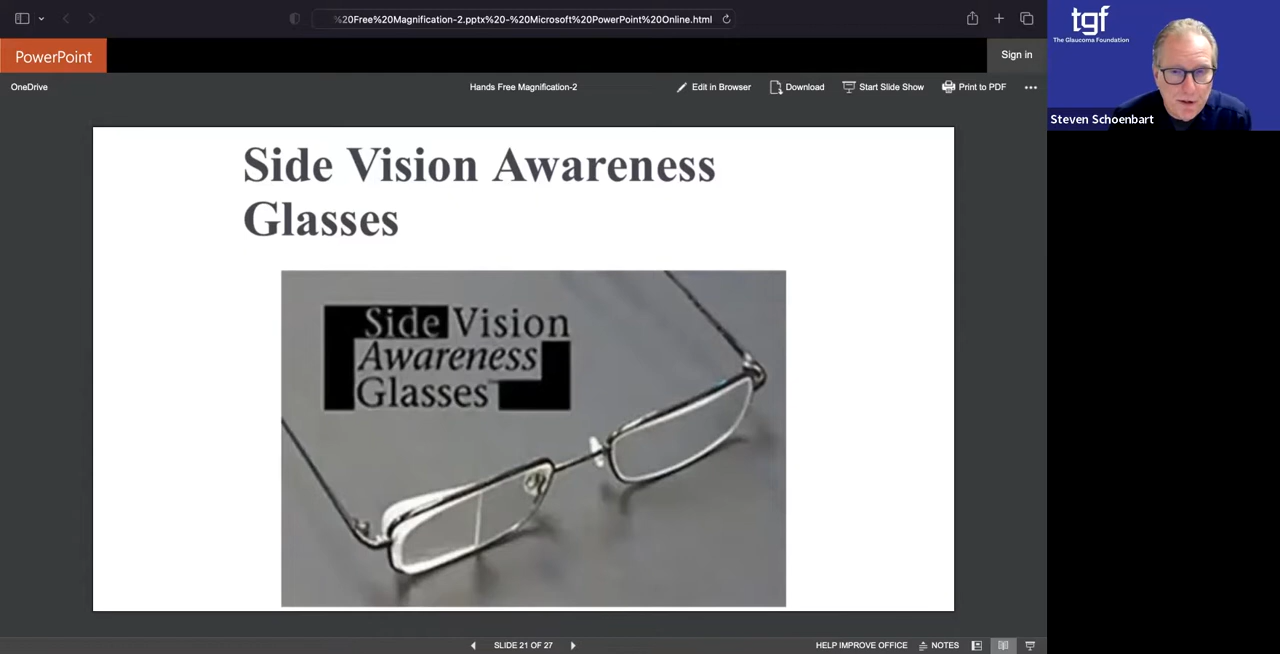 %20Free%20Magnification-2.pptx%20-%20Microsoft%20PowerPoint%20Online.html
tgf
The Glaucoma Foundation
PowerPoint
Sign in
OneDrive
Hands Free Magnification-2
Edit in Browser
Download
Start Slide Show
Print to PDF
Steven Schoenbart
Side Vision Awareness
Glasses
Side Vision
Awareness
Glasses
SLIDE 21 OF 27
HELP IMPROVE OFFICE
NOTES